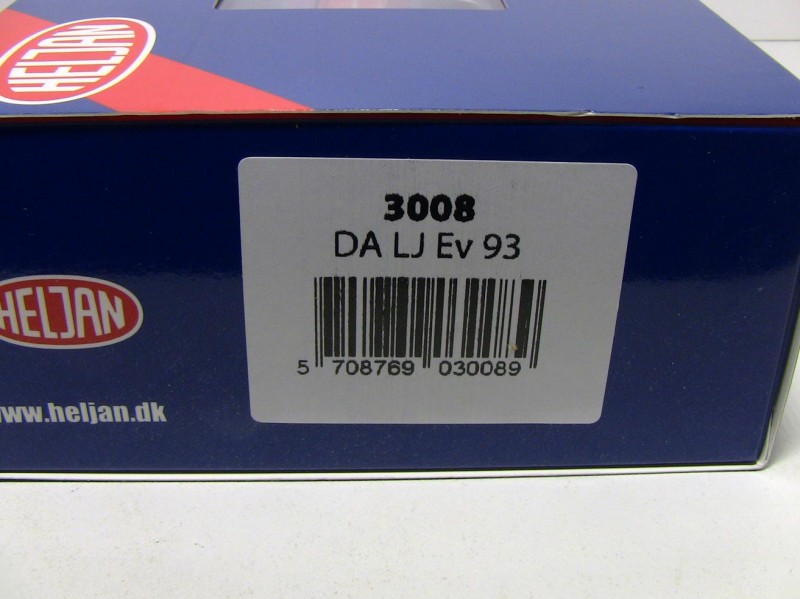 HELJAN
3008
DA LJ Ev 93
5 708769 030089
HELJAN
www.heljan.dk